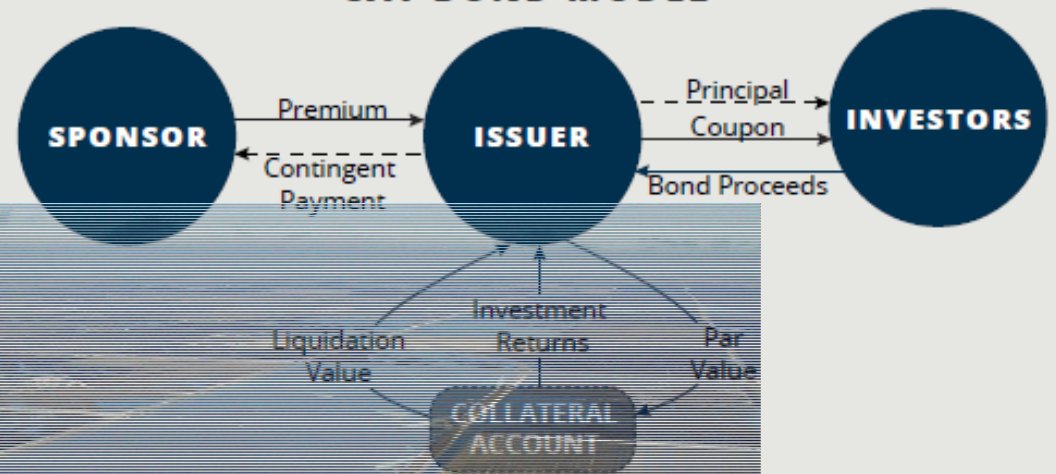 SPONSOR
Premium
Contingent
Payment
ISSUER
Principal
Coupon
Bond Proceeds
INVESTORS
Liquidation
Value
Investment
Returns
Par
Value
COLLATERAL
ACCOUNT